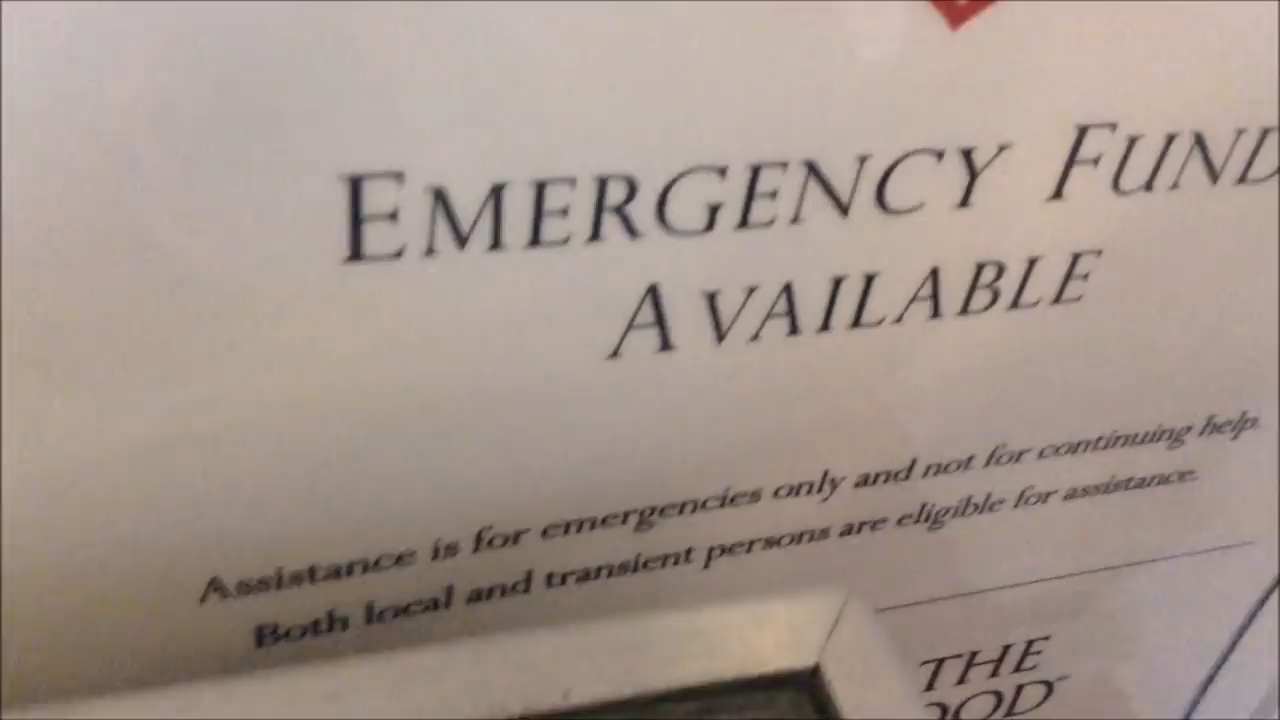 EMERGENCY FUND
AVAILABLE
Assistance is for emergencies only and not for continuing help.
Both local and transient persons are eligible for assistance.
THE
OOD